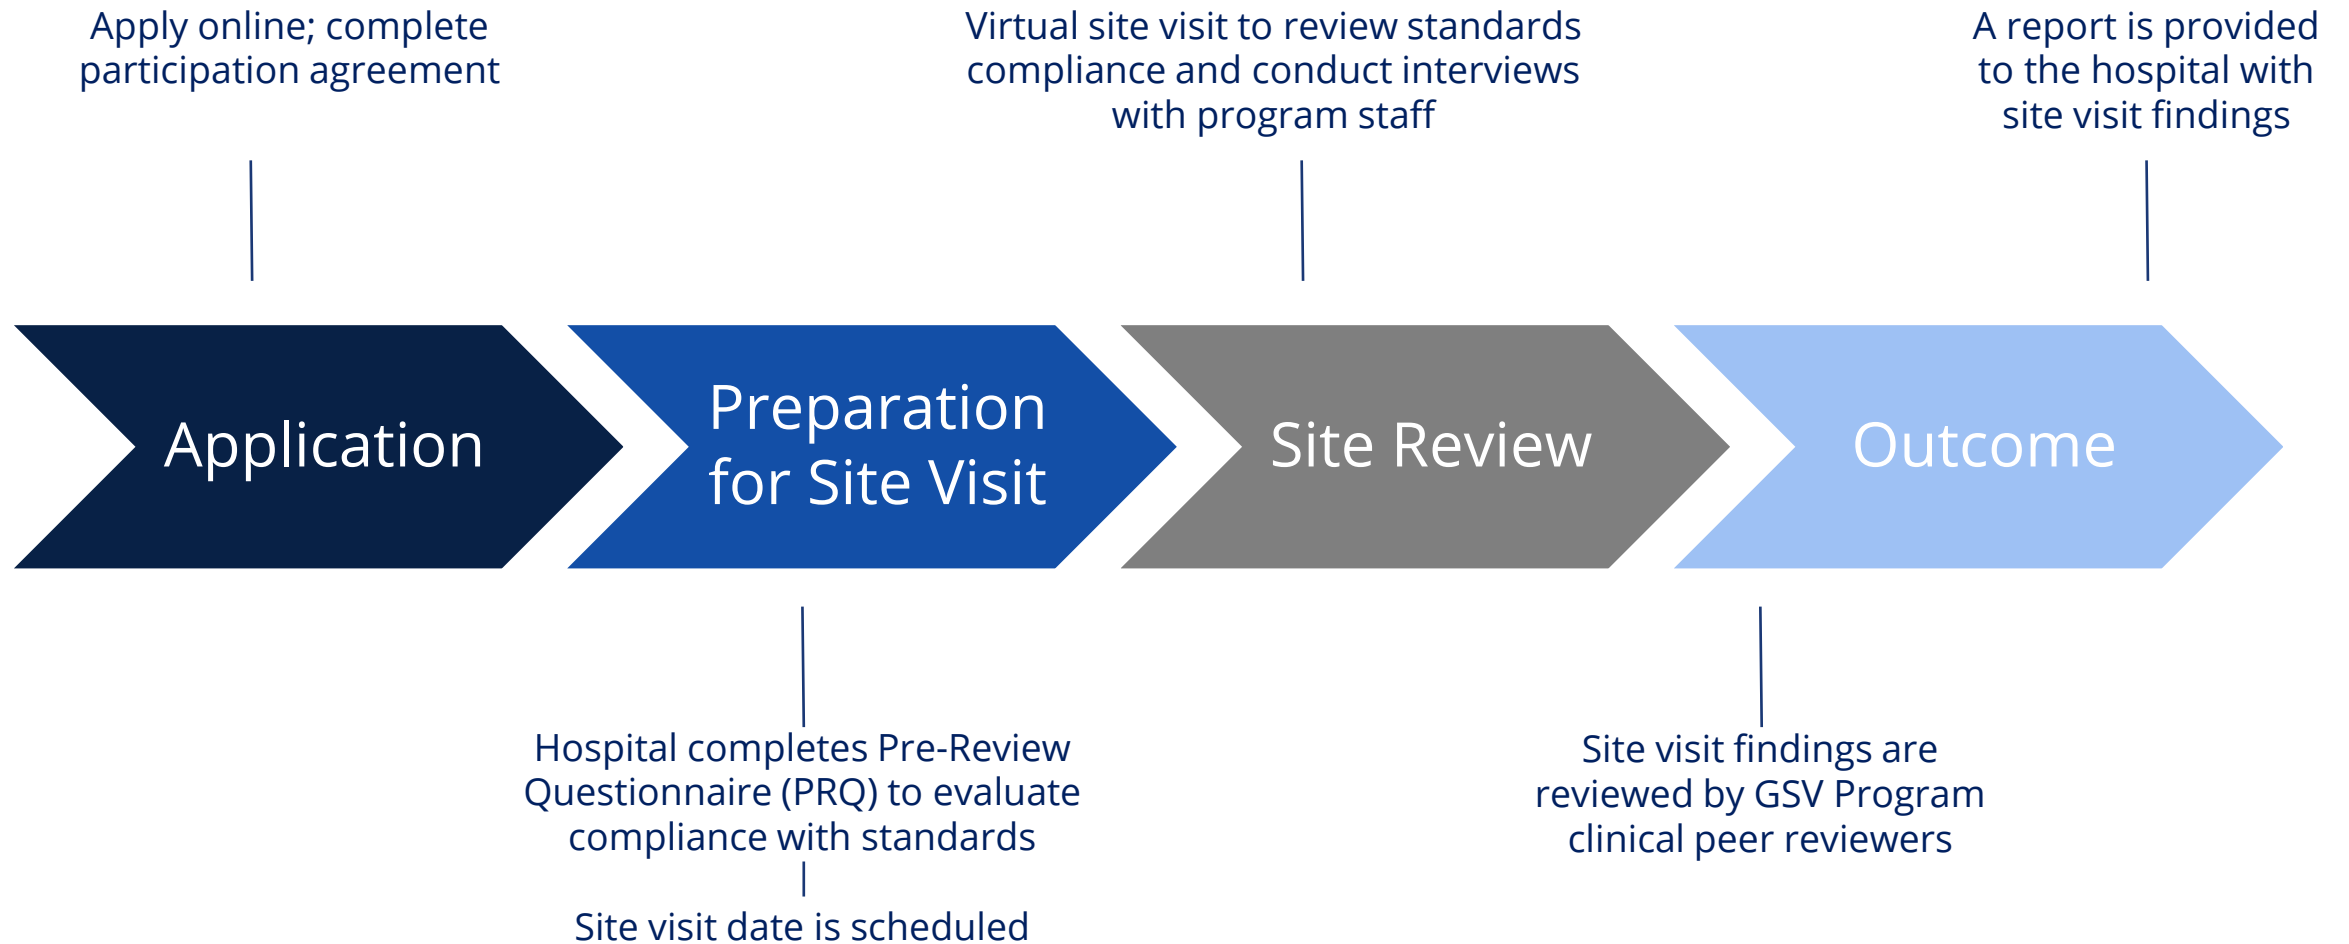 Apply online; complete
participation agreement
Virtual site visit to review standards
compliance and conduct interviews
with program staff
A report is provided
to the hospital with
site visit findings
Application
Preparation
for Site Visit
Site Review
Outcome
Hospital completes Pre-Review
Questionnaire (PRQ) to evaluate
compliance with standards
Site visit date is scheduled
Site visit findings are
reviewed by GSV Program
clinical peer reviewers